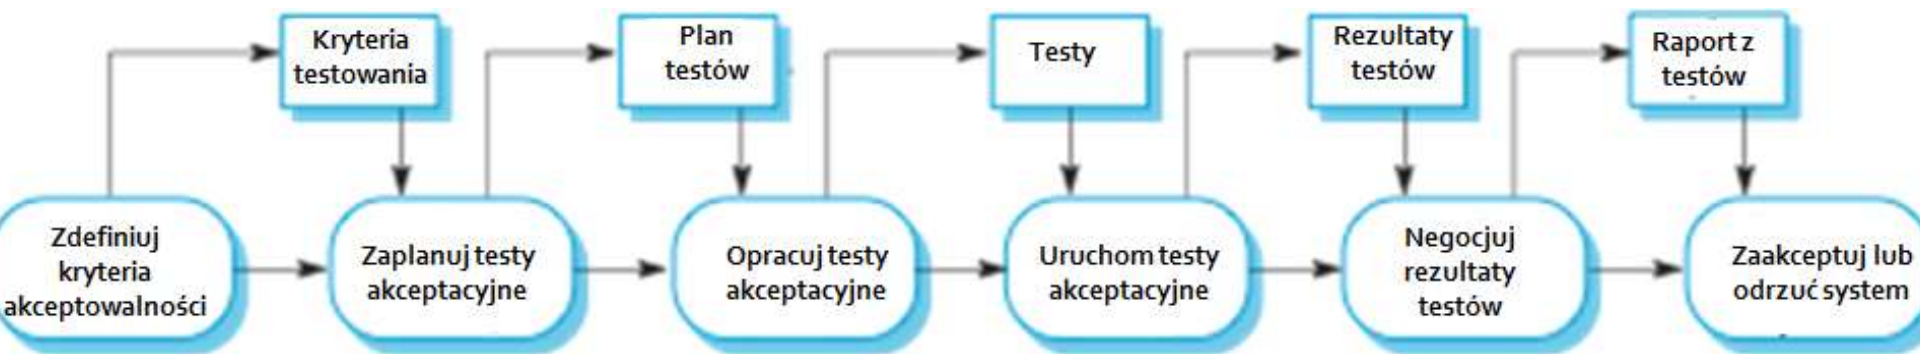 Kryteria
testowania
Plan
testów
Testy
Rezultaty
testów
Raport z
testów
Zdefiniuj
kryteria
akceptowalności
Zaplanuj testy
akceptacyjne
Opracuj testy
akceptacyjne
Uruchom testy
akceptacyjne
Negocjuj
rezultaty
testów
Zaakceptuj lub
odrzuć system